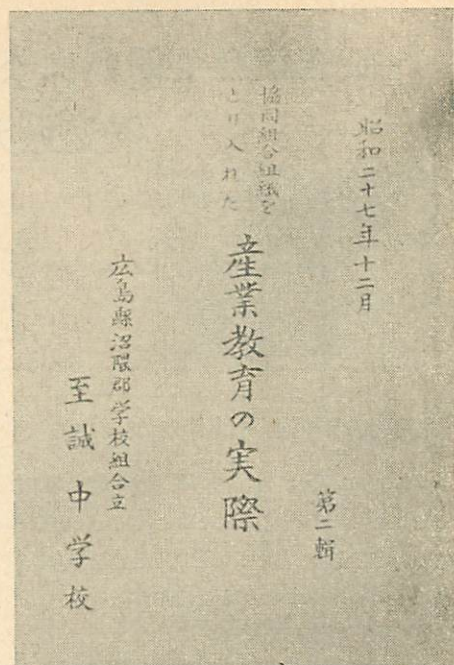 昭和二十七年十二月
第二輯
協同組合組織を
とり入れた
産業教育の実際
広島縣沼隈郡学校組合立
至誠中学校